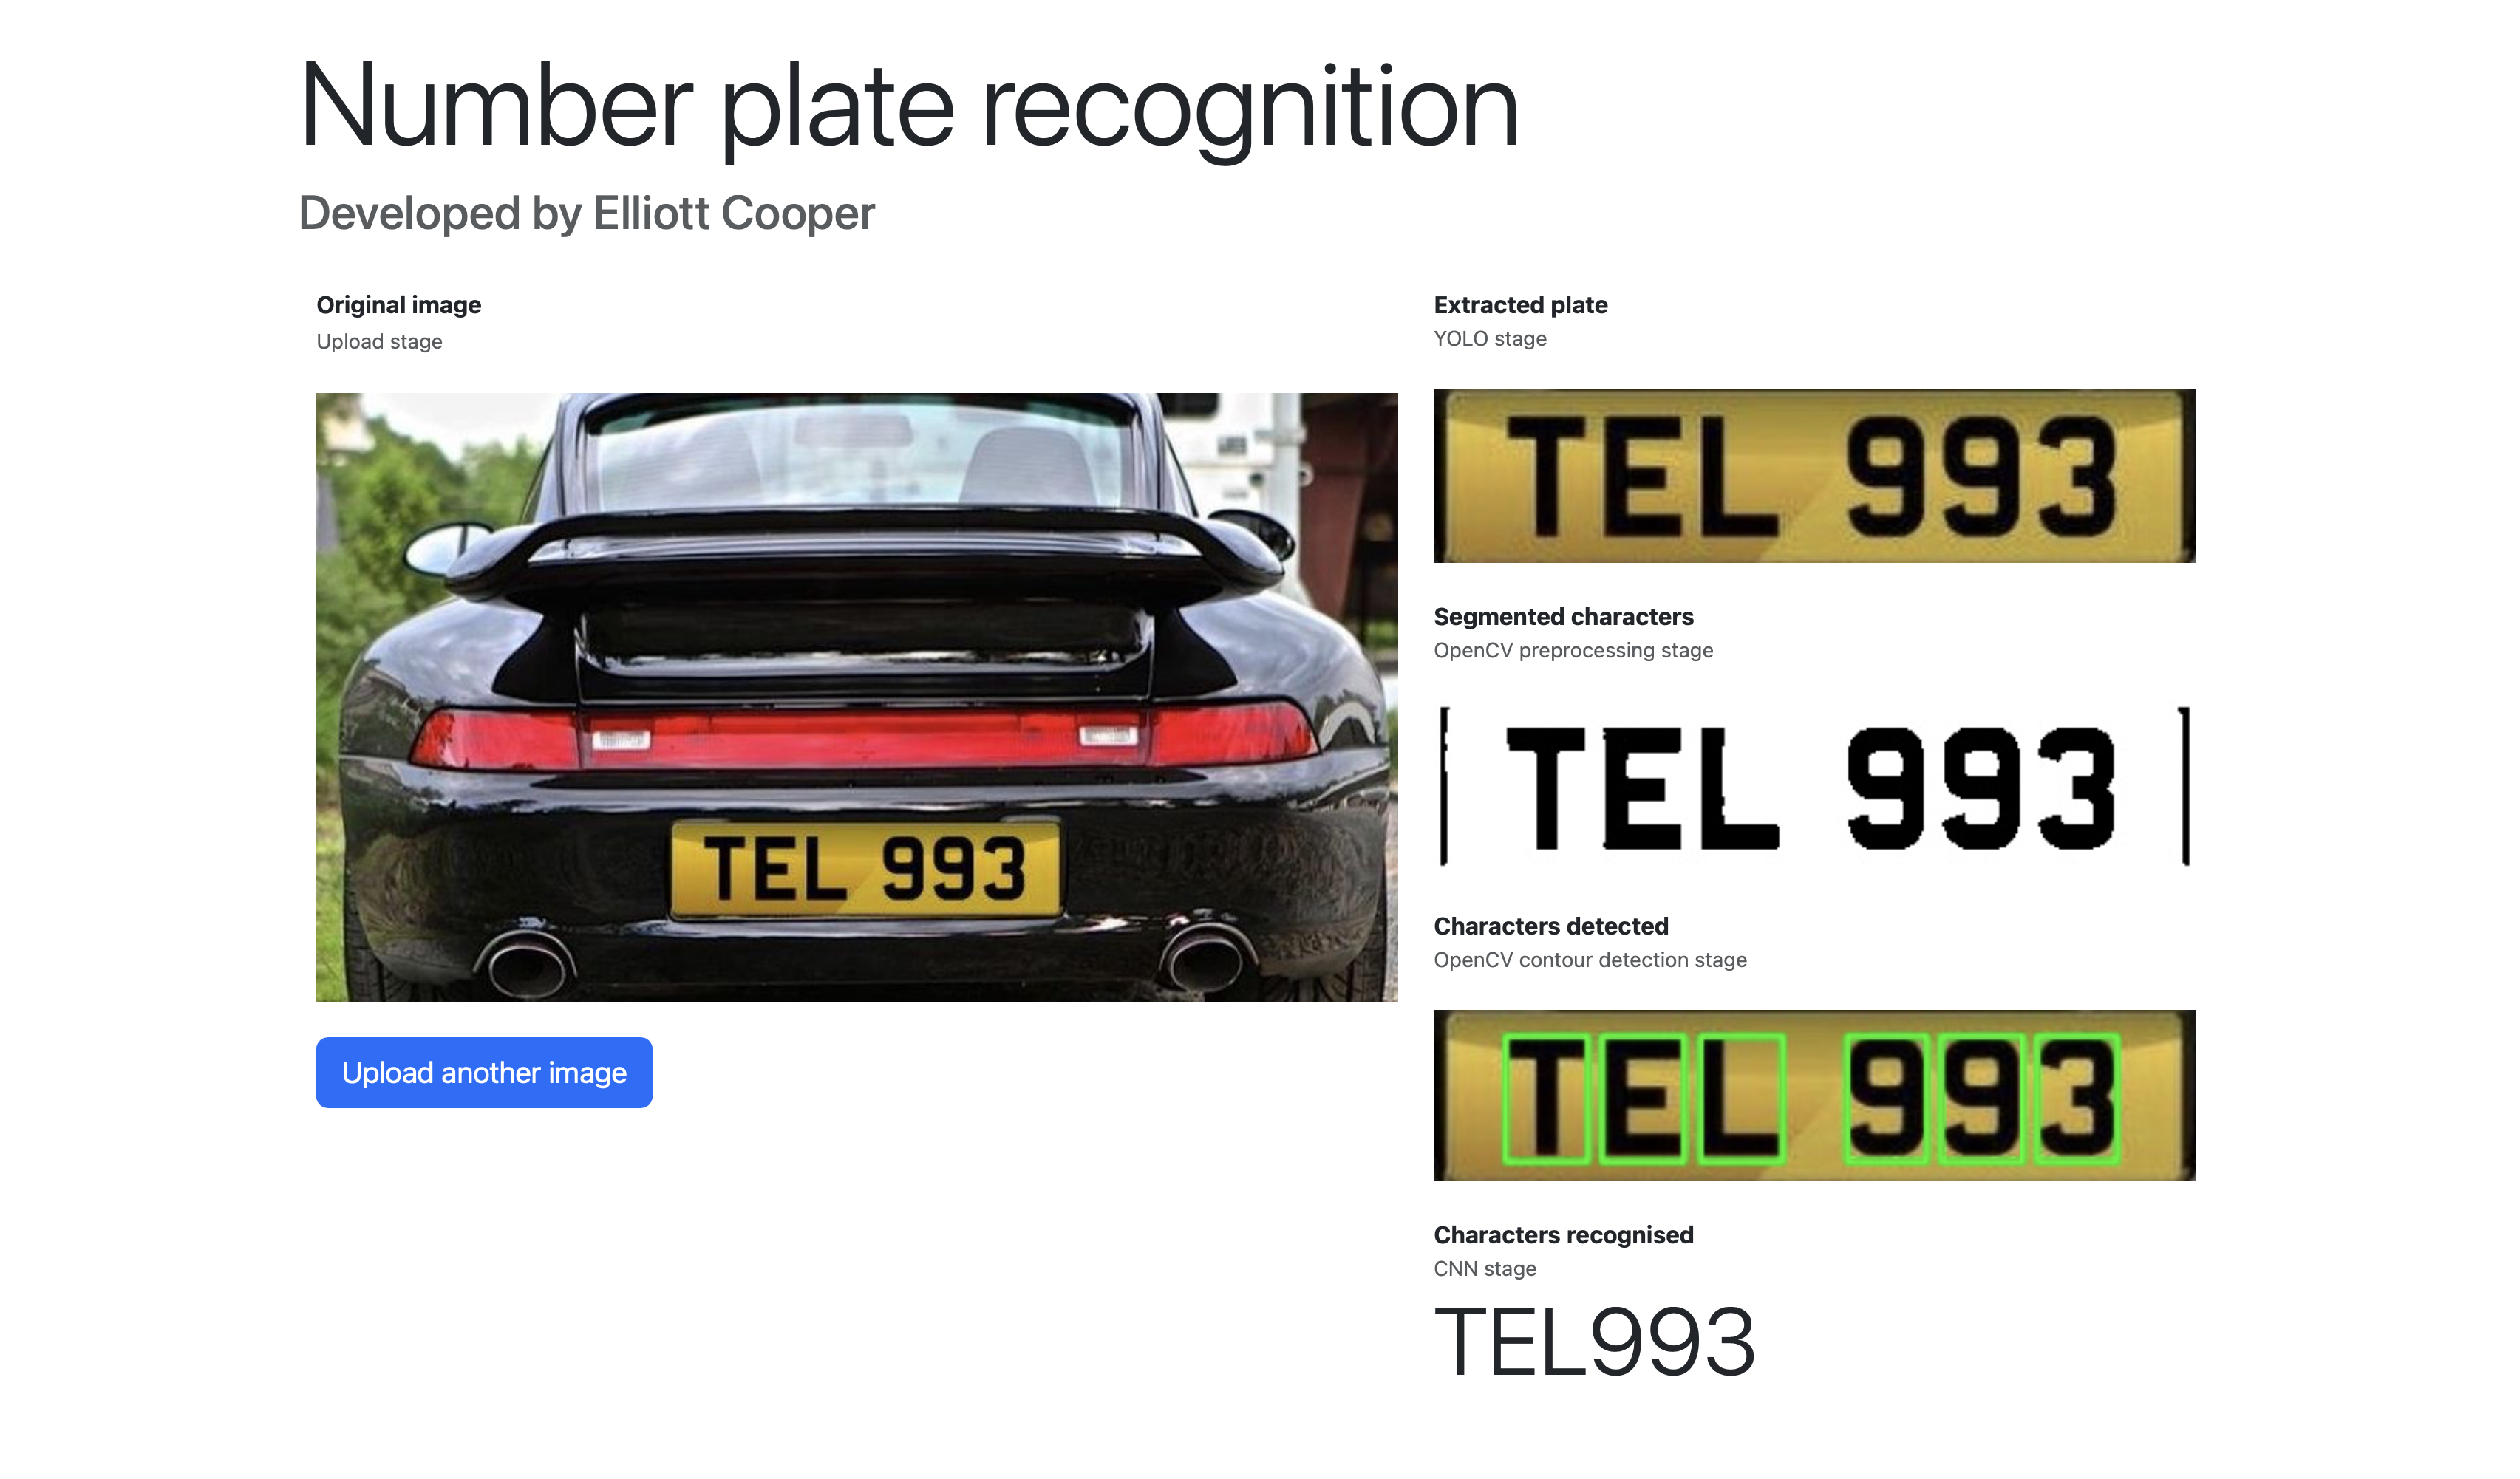 Number plate recognition
Developed by Elliott Cooper
Original image
Upload stage
TEL 993
Upload another image
Extracted plate
YOLO stage
TEL 993
Segmented characters
OpenCV preprocessing stage
TEL 993
Characters detected
OpenCV contour detection stage
TEL 993
Characters recognised
CNN stage
TEL993